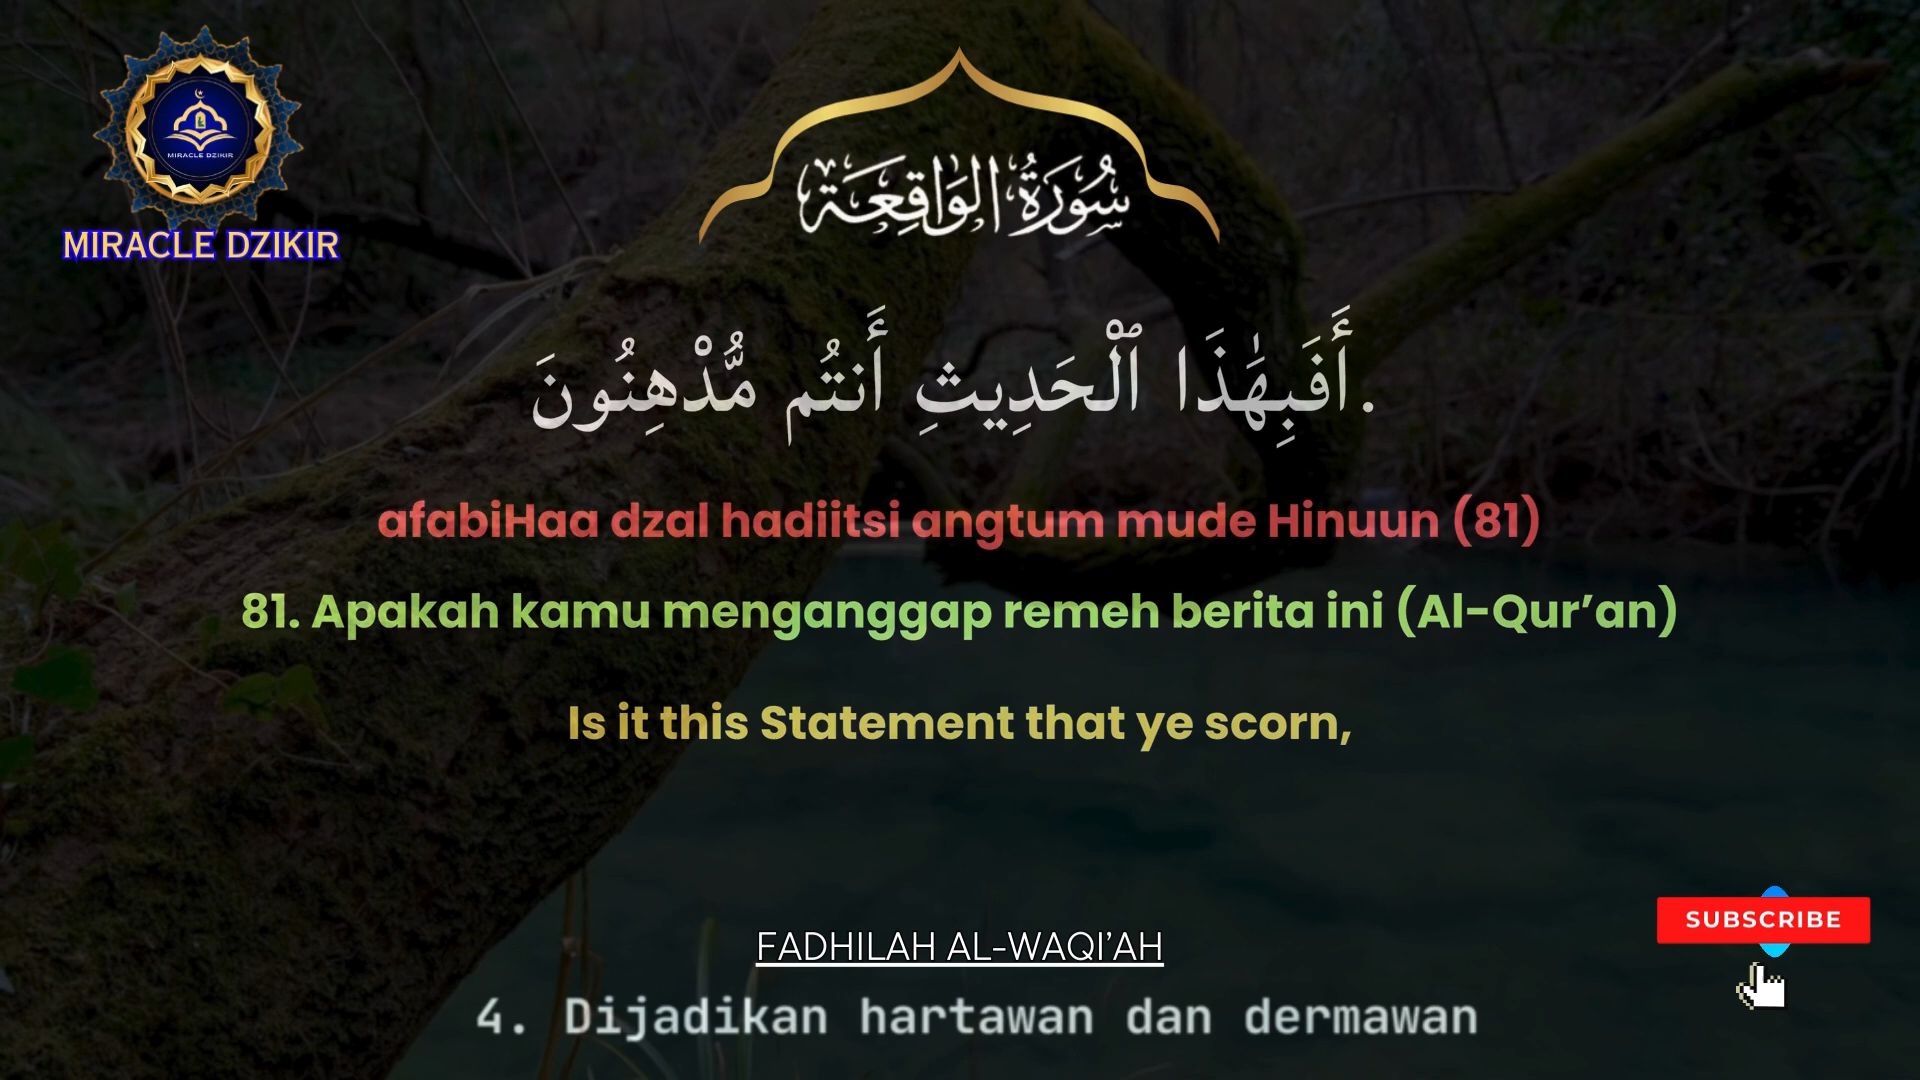 MIRACLE DZIKIR
MIRACLE DZIKIR
سُورَةُ الوَاقِعَة
أَفَبِهَٰذَا ٱلْحَدِيثِ أَنتُم مُّدْهِنُونَ.
afabiHaa dzal hadiitsi angtum mude Hinuun (81)
81. Apakah kamu menganggap remeh berita ini (Al-Qur’an)
Is it this Statement that ye scorn,
SUBSCRIBE
FADHILAH AL-WAQI’AH
4. Dijadikan hartawan dan dermawan